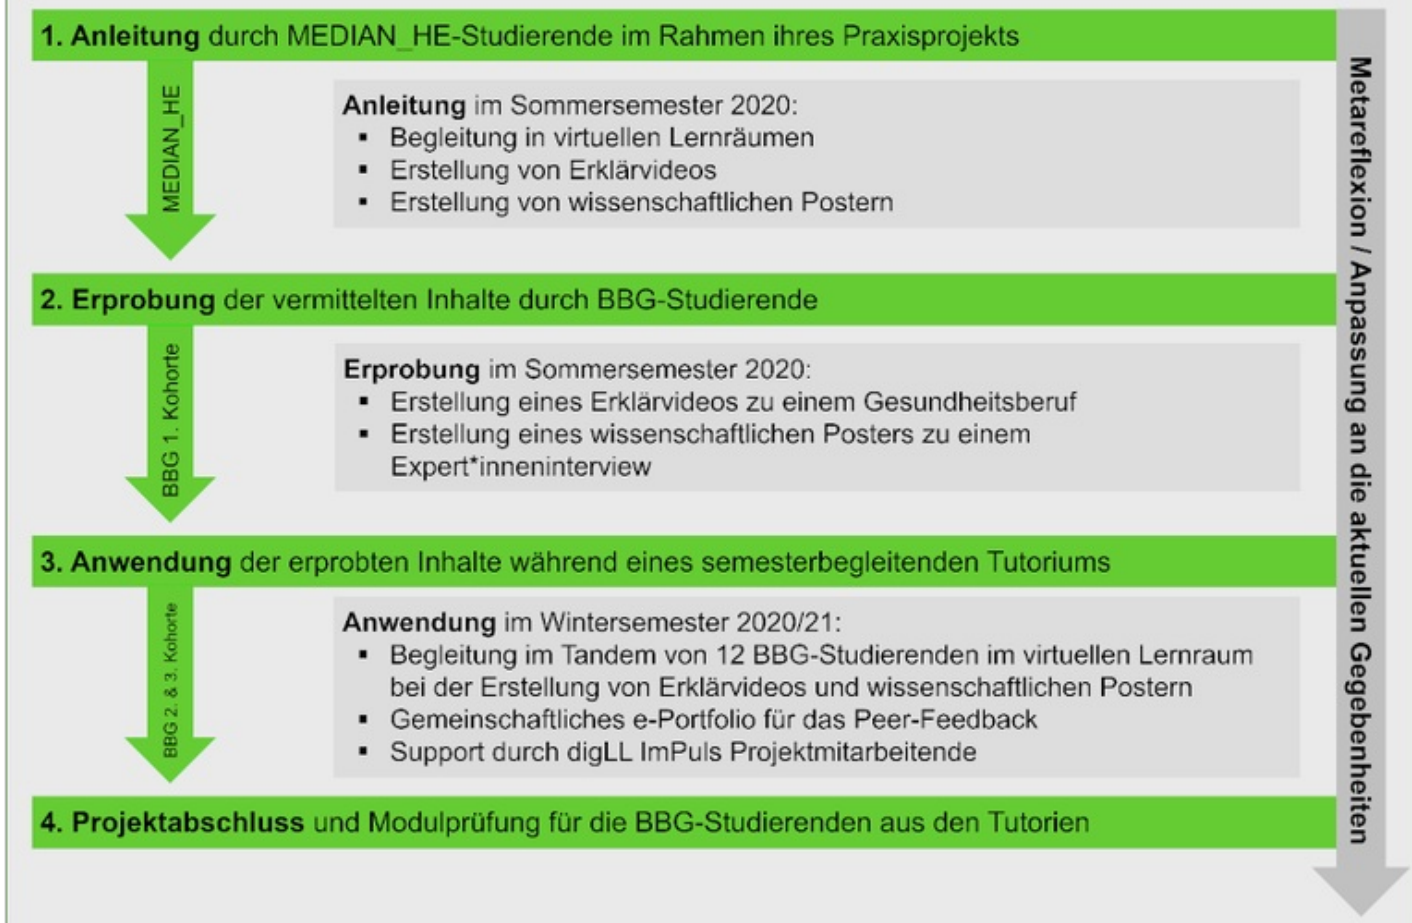 1. Anleitung durch MEDIAN_HE-Studierende im Rahmen ihres Praxisprojekts
MEDIAN_HE
Anleitung im Sommersemester 2020:
▪ Begleitung in virtuellen Lernräumen
▪ Erstellung von Erklärvideos
▪ Erstellung von wissenschaftlichen Postern
2. Erprobung der vermittelten Inhalte durch BBG-Studierende
BBG 1. Kohorte
Erprobung im Sommersemester 2020:
▪ Erstellung eines Erklärvideos zu einem Gesundheitsberuf
▪ Erstellung eines wissenschaftlichen Posters zu einem
Expert*inneninterview
3. Anwendung der erprobten Inhalte während eines semesterbegleitenden Tutoriums
BBG 2. & 3. Kohorte
Anwendung im Wintersemester 2020/21:
▪ Begleitung im Tandem von 12 BBG-Studierenden im virtuellen Lernraum
bei der Erstellung von Erklärvideos und wissenschaftlichen Postern
▪ Gemeinschaftliches e-Portfolio für das Peer-Feedback
▪ Support durch digLL ImPuls Projektmitarbeitende
4. Projektabschluss und Modulprüfung für die BBG-Studierenden aus den Tutorien
Metareflexion / Anpassung an die aktuellen Gegebenheiten